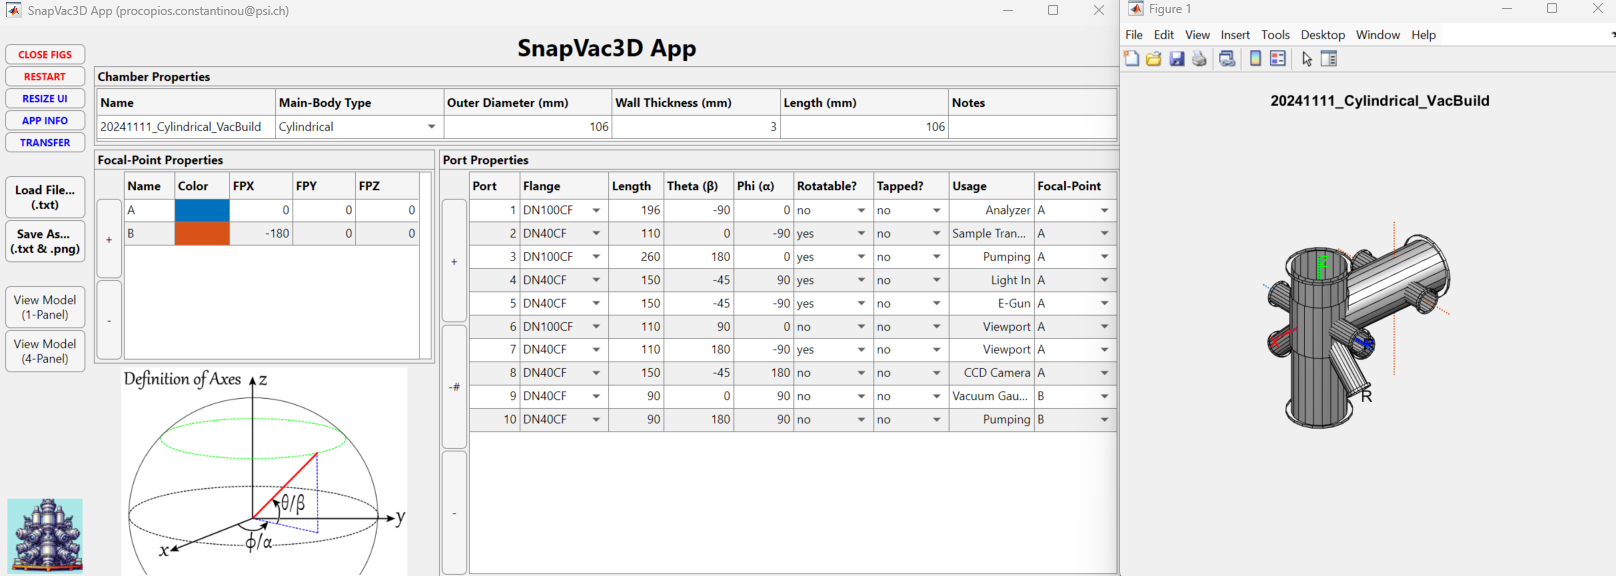 SnapVac3D App (procopios.constantinou@psi.ch)
SnapVac3D App
CLOSE FIGS
RESTART
RESIZE UI
APP INFO
TRANSFER
Load File...
(.txt)
Save As...
(.txt & .png)
View Model
(1-Panel)
View Model
(4-Panel)
Chamber Properties
Name Main-Body Type Outer Diameter (mm) Wall Thickness (mm) Length (mm) Notes
20241111_Cylindrical_VacBuild Cylindrical 106 3 106
Focal-Point Properties
Name Color FPX FPY FPZ
A 0 0 0
B -180 0 0
+
-
Definition of Axes
z
θ/β
y
x
ϕ/α
Port Properties
+
-#
-
Port Flange Length Theta (β) Phi (α) Rotatable? Tapped? Usage Focal-Point
1 DN100CF 196 -90 0 no no Analyzer A
2 DN40CF 110 0 -90 yes no Sample Tran... A
3 DN100CF 260 180 0 yes no Pumping A
4 DN40CF 150 -45 90 yes no Light In A
5 DN40CF 150 -45 -90 yes no E-Gun A
6 DN100CF 110 90 0 no no Viewport A
7 DN40CF 110 180 -90 yes no Viewport A
8 DN40CF 150 -45 180 no no CCD Camera A
9 DN40CF 90 0 90 no no Vacuum Gau... B
10 DN40CF 90 180 90 no no Pumping B
Figure 1
File Edit View Insert Tools Desktop Window Help
20241111_Cylindrical_VacBuild
R